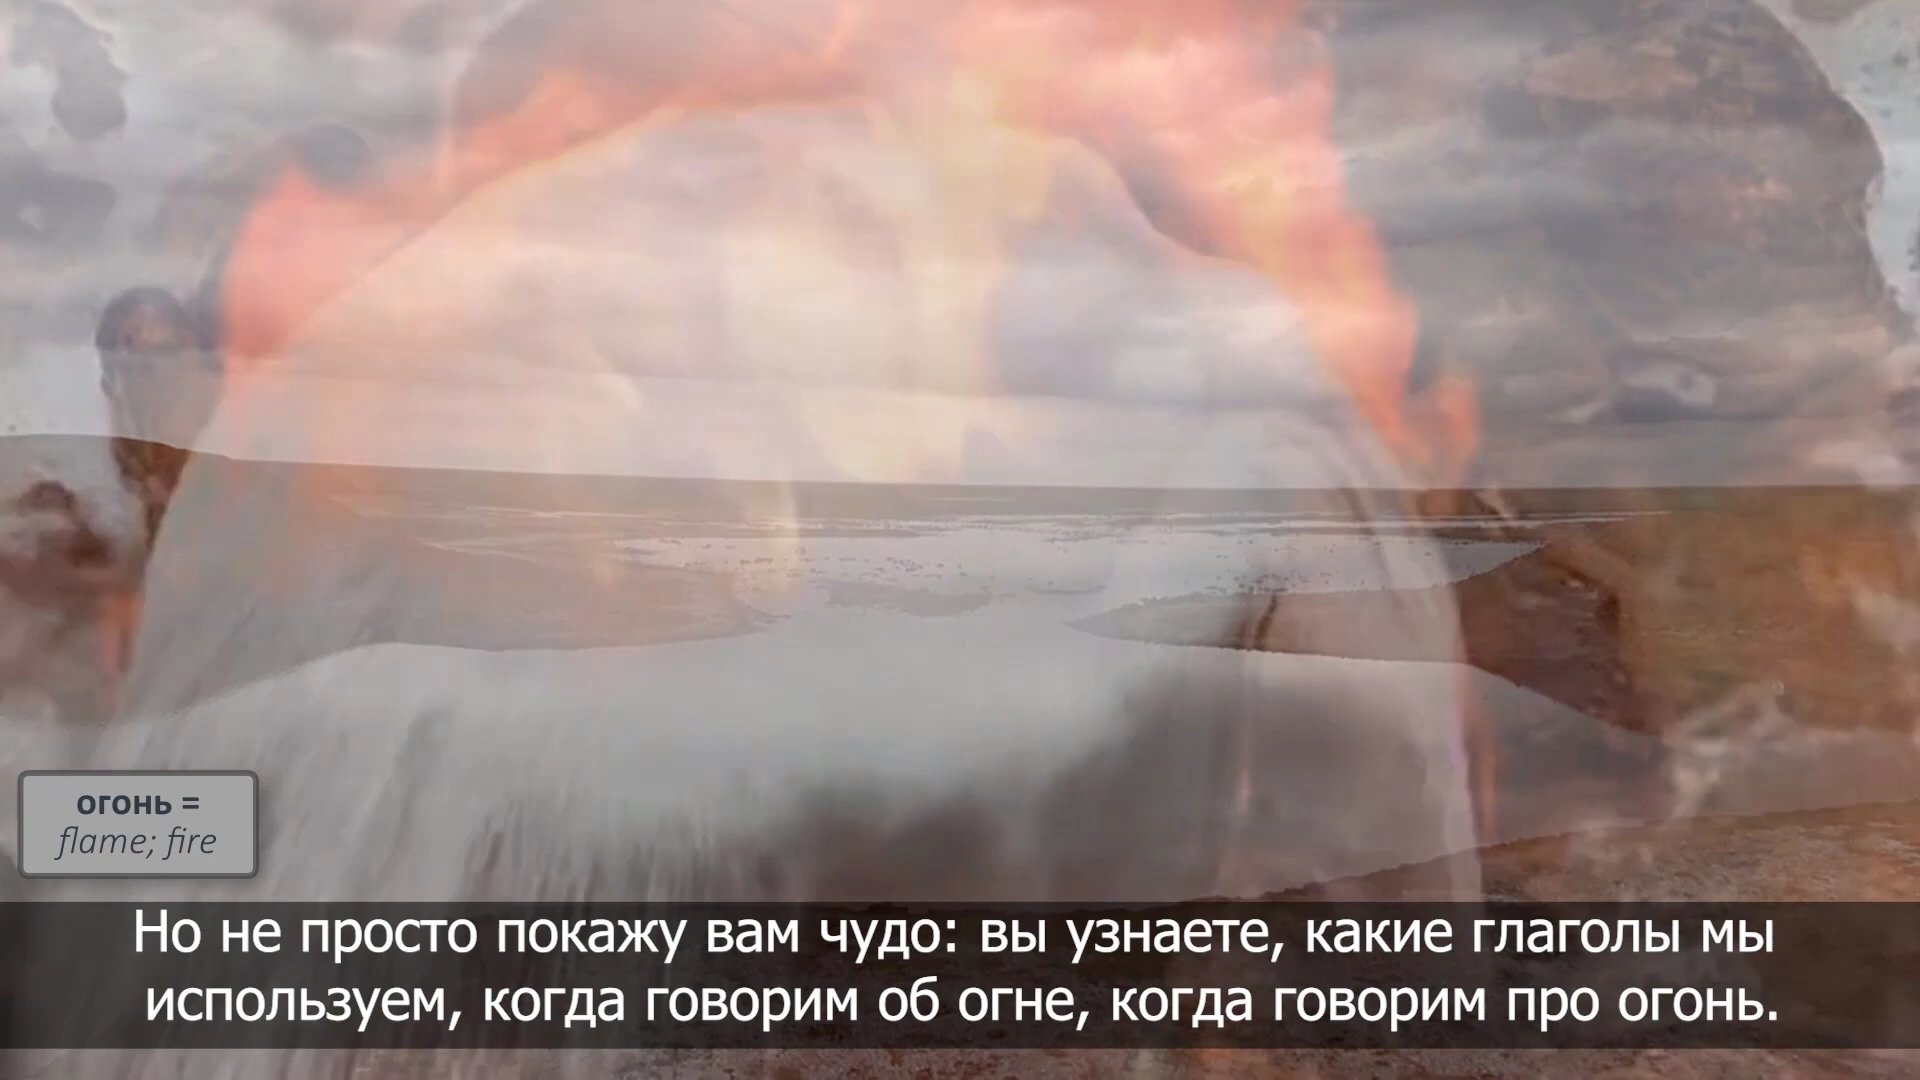 огонь =
flame; fire
Но не просто покажу вам чудо: вы узнаете, какие глаголы мы
используем, когда говорим об огне, когда говорим про огонь.